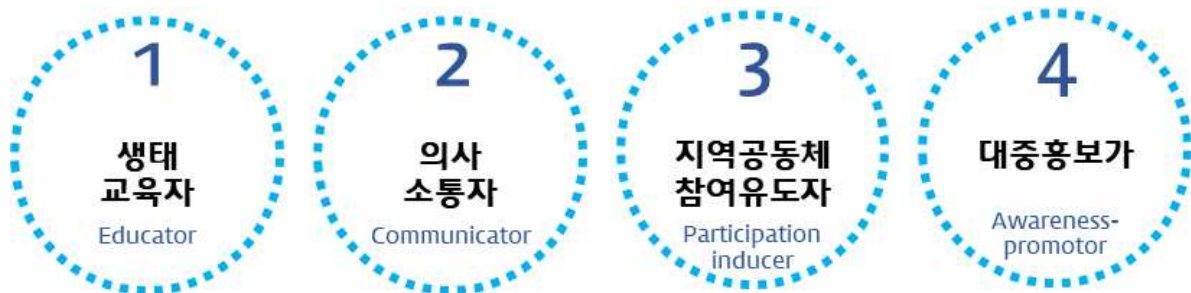 1
생태
교육자
Educator
2
의사
소통자
Communicator
3
지역공동체
참여유도자
Participation
inducer
4
대중홍보가
Awareness-
promotor